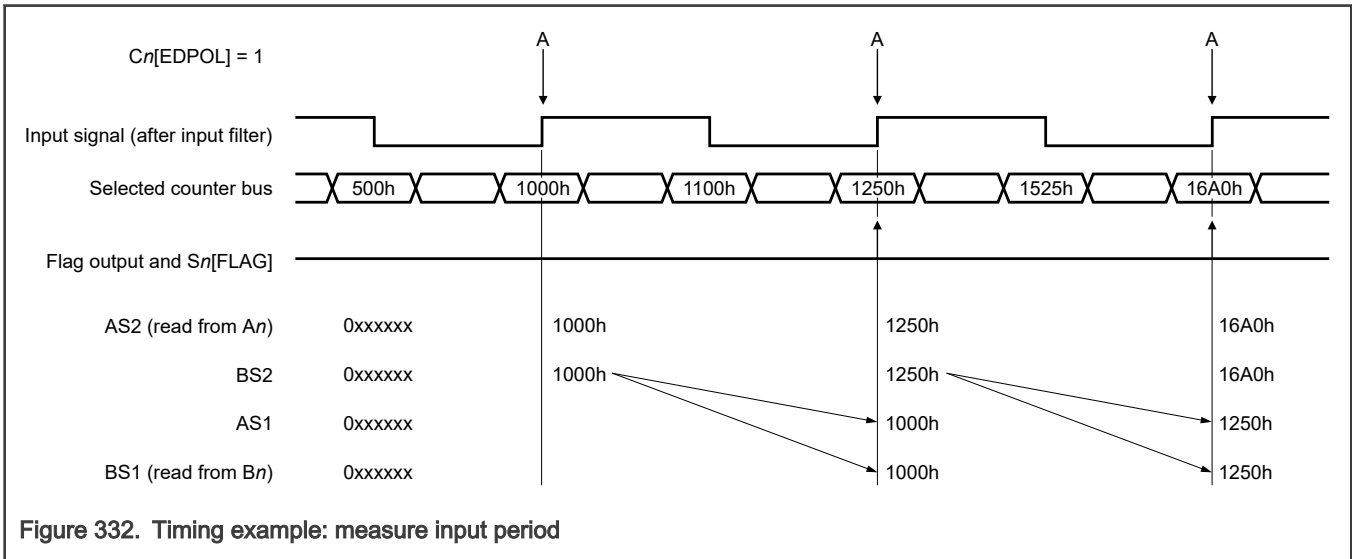 A A A
Cn[EDPOL] = 1
Input signal (after input filter)
Selected counter bus 500h 1000h 1100h 1250h 1525h 16A0h
Flag output and Sn[FLAG]
AS2 (read from An) 0xxxxxx 1000h 1250h 16A0h
BS2 0xxxxxx 1000h 1250h 16A0h
AS1 0xxxxxx 1000h 1250h
BS1 (read from Bn) 0xxxxxx 1000h 1250h
Figure 332. Timing example: measure input period